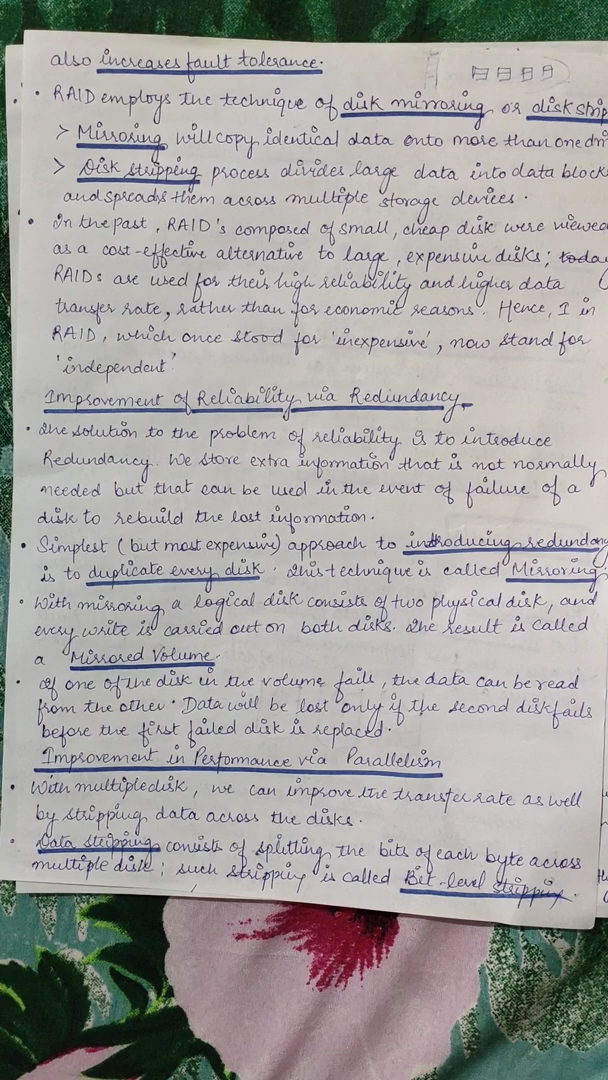 also increases fault tolerance.
• RAID employs the technique of disk mirroring or disk strip
> Mirroring will copy identical data onto more than one dri
> Disk stripping process divides large data into data block
and spreads them across multiple storage devices.
• In the past, RAID's composed of small, cheap disk were viewed
as a cost-effective alternative to large, expensive disks; today
RAIDs are used for their high reliability and higher data
transfer rate, rather than for economic reasons. Hence, I in
RAID, which once stood for 'inexpensive', now stand for
'independent'
Improvement of Reliability via Redundancy.
• The solution to the problem of reliability is to introduce
Redundancy. We store extra information that is not normally
needed but that can be used in the event of failure of a
disk to rebuild the lost information.
• Simplest (but most expensive) approach to introducing redundancy
is to duplicate every disk. This technique is called Mirroring.
• With mirroring a logical disk consists of two physical disk, and
every write is carried out on both disks. The result is called
a Mirrored Volume.
• If one of the disk in the volume fails, the data can be read
from the other. Data will be lost only if the second disk fails
before the first failed disk is replaced.
Improvement in Performance via Parallelism
• With multiple disk, we can improve the transfer rate as well
by stripping data across the disks.
• Data stripping consists of splitting the bits of each byte across
multiple disk; such stripping is called Bit-level stripping.